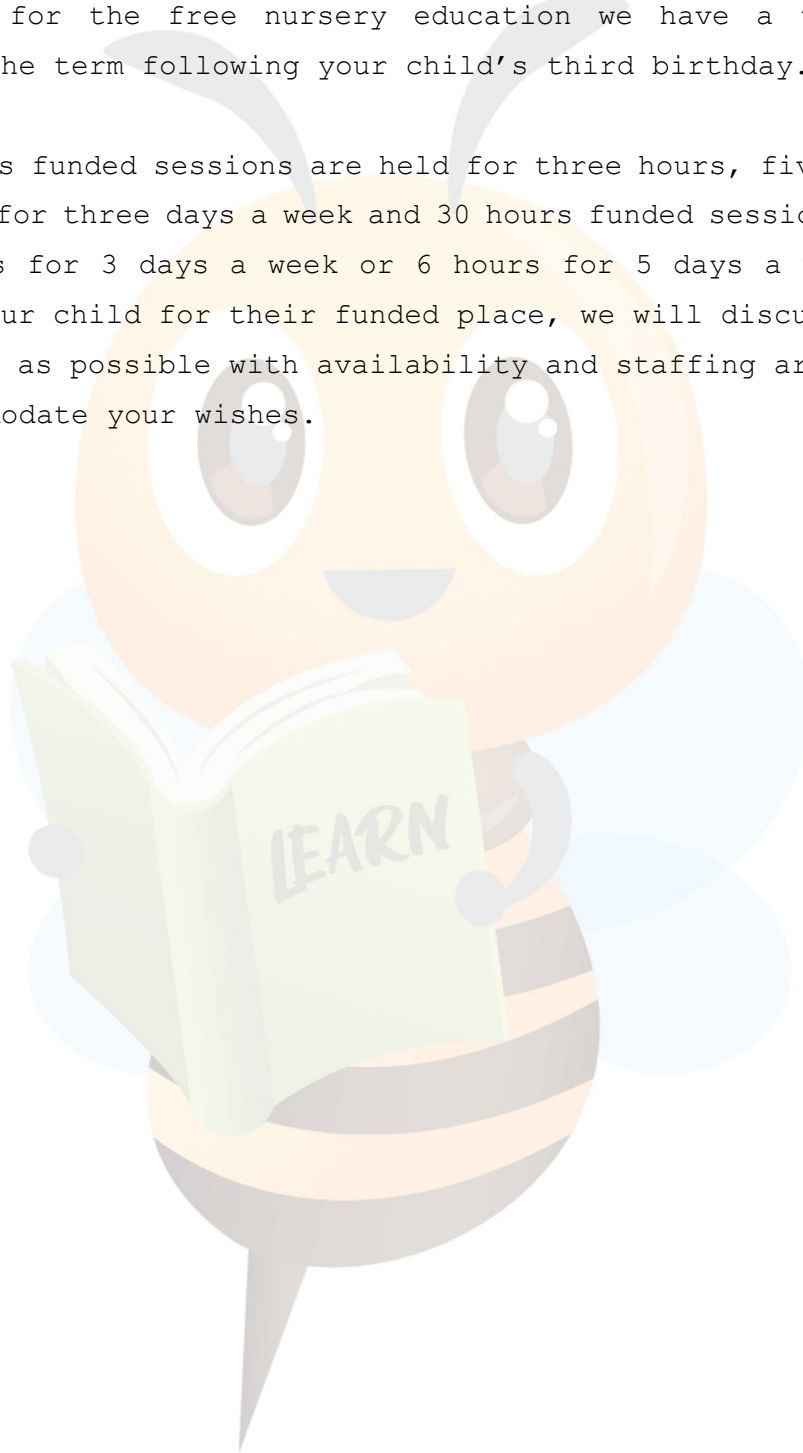 for the free nursery education we have a
he term following your child's third birthday.
s funded sessions are held for three hours, fiv
for three days a week and 30 hours funded sessio
s for 3 days a week or 6 hours for 5 days a
ur child for their funded place, we will discu
as possible with availability and staffing ar
odate your wishes.
LEARN